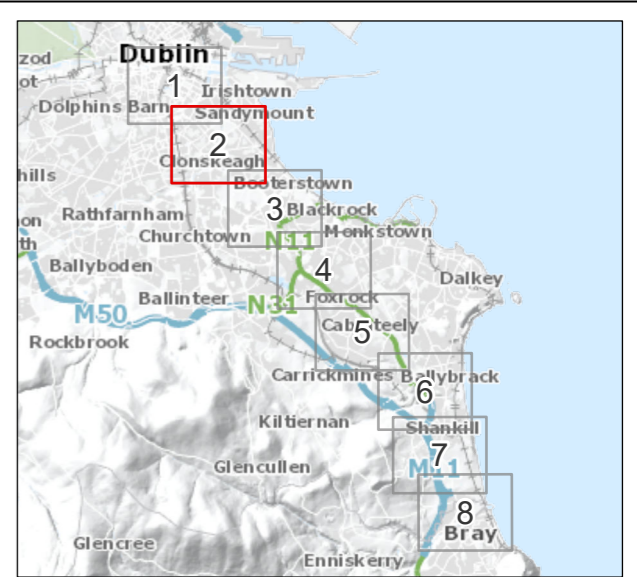 Dublin
zod
ot
1
Irishtown
Dolphins Barn
Sandymount
2
Clonskeagh
hills
Booterstown
3
Blackrock
Rathfarnham
on
th
Churchtown
N11
Monkstown
4
Ballyboden
Dalkey
Ballinteer
N31
Foxrock
M50
5
Cabinteely
Rockbrook
Carrickmines
Ballybrack
6
Kiltiernan
Shankill
7
M11
Glencullen
8
Bray
Glencree
Enniskerry